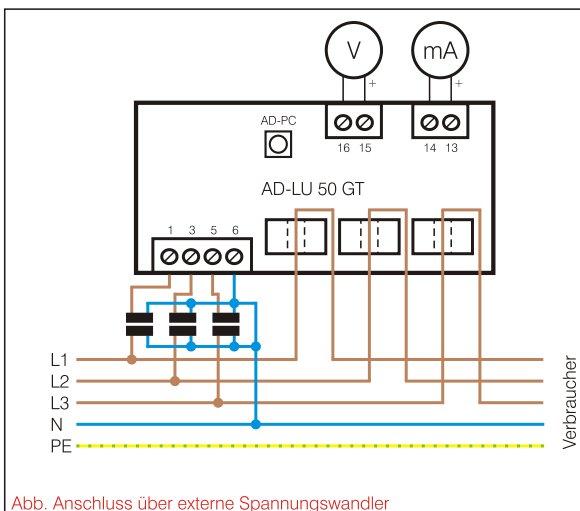 V mA
+ +
AD-PC
16 15 14 13
AD-LU 50 GT
1 3 5 6
L1
L2
L3
N
PE
Verbraucher
Abb. Anschluss über externe Spannungswandler